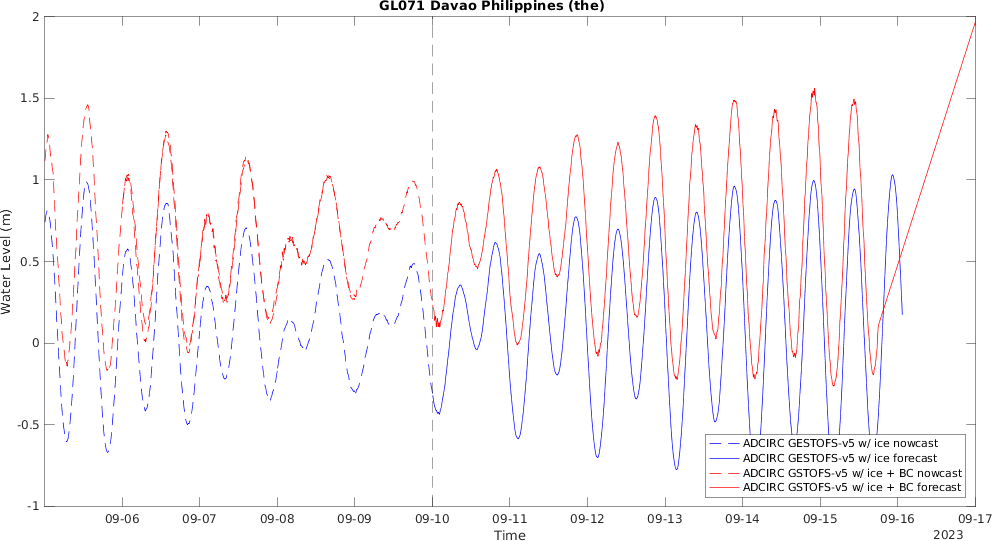 GL071 Davao Philippines (the)
2
1.5
1
0.5
0
-0.5
-1
Water Level (m)
09-06 09-07 09-08 09-09 09-10 09-11 09-12 09-13 09-14 09-15 09-16 09-17
Time
2023
ADCIRC GESTOFS-v5 w/ ice nowcast
ADCIRC GESTOFS-v5 w/ ice forecast
ADCIRC GSTOFS-v5 w/ ice + BC nowcast
ADCIRC GSTOFS-v5 w/ ice + BC forecast